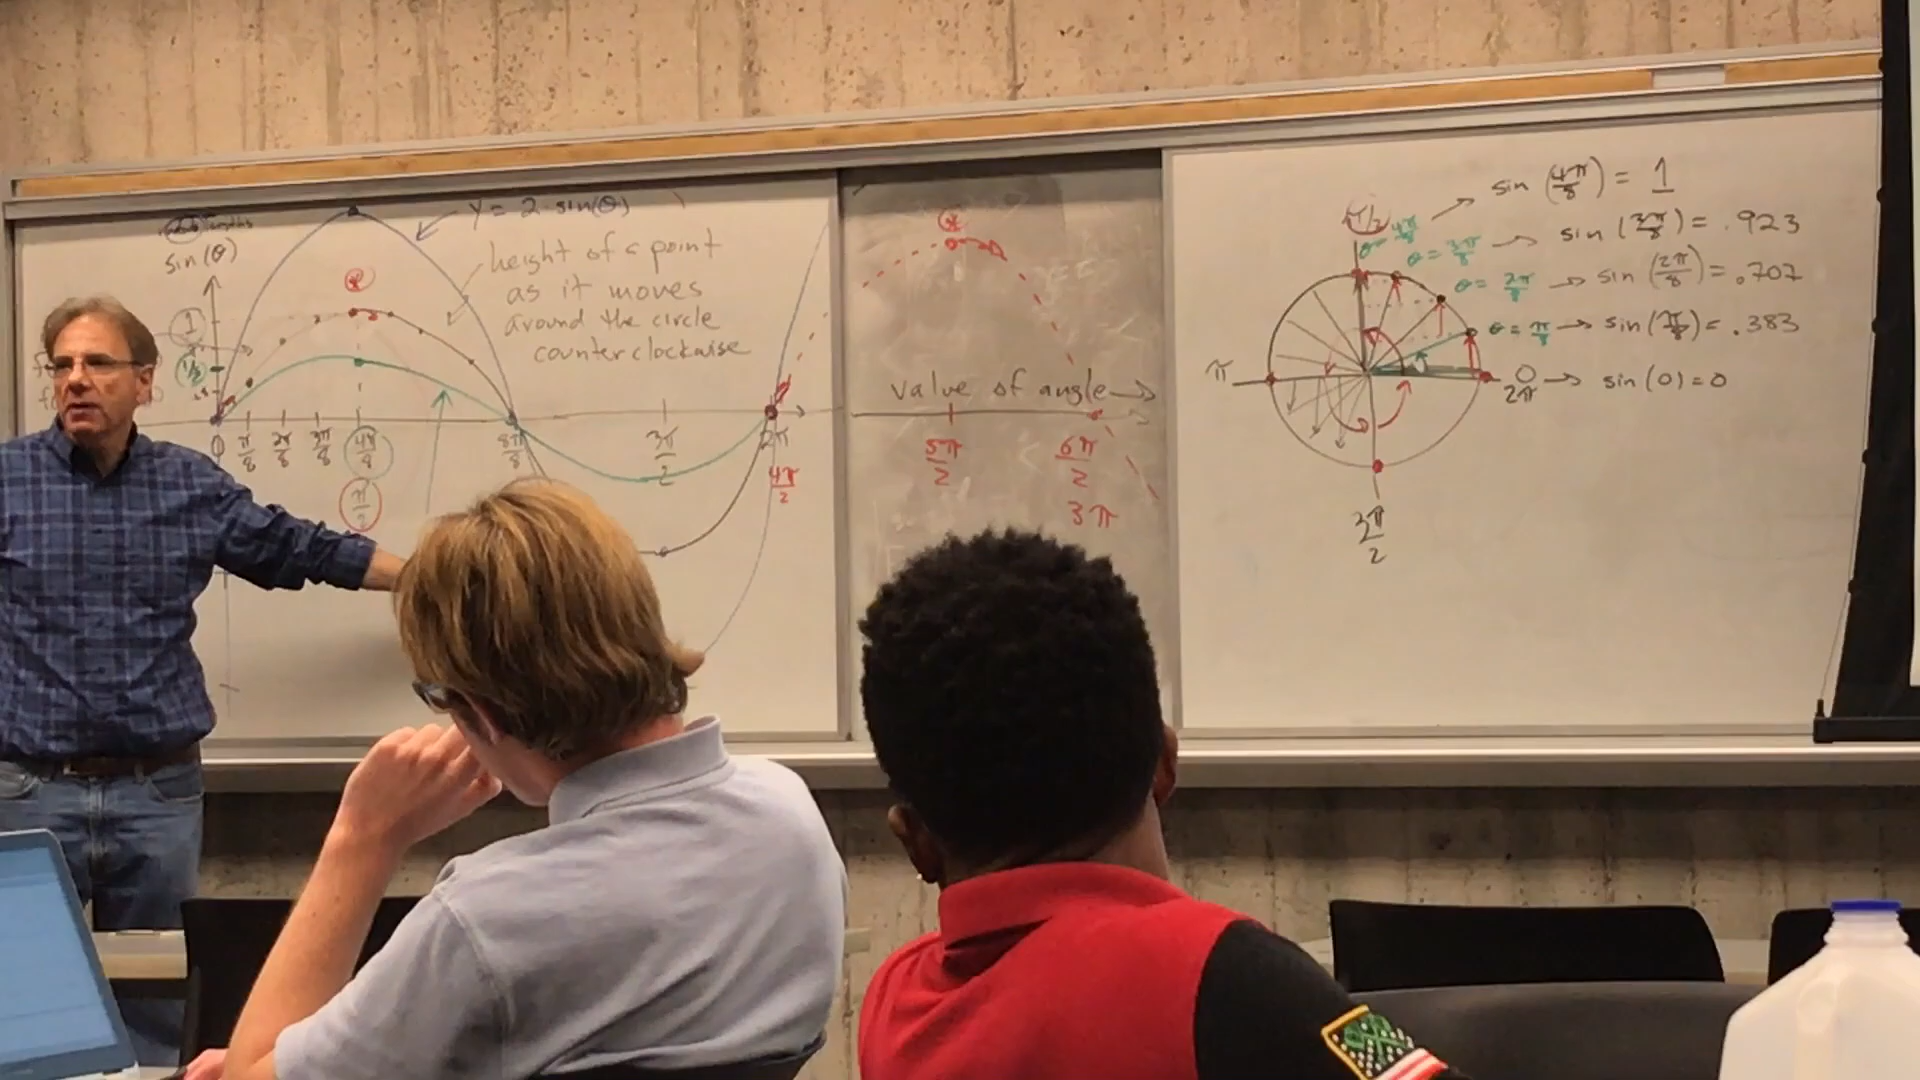 sin(θ)
y = 2·sin(θ)
height of a point
as it moves
around the circle
counterclockwise
1
1/2
0
π/8
2π/8
3π/8
4π/8
π/2
8π/8
3π/2
2π
4π/2
value of angle →
5π/2
6π/2
3π
π/2
π
0
2π
3π/2
θ = 4π/8 → sin(4π/8) = 1
θ = 3π/8 → sin(3π/8) = .923
θ = 2π/8 → sin(2π/8) = .707
θ = π/8 → sin(π/8) = .383
→ sin(0) = 0